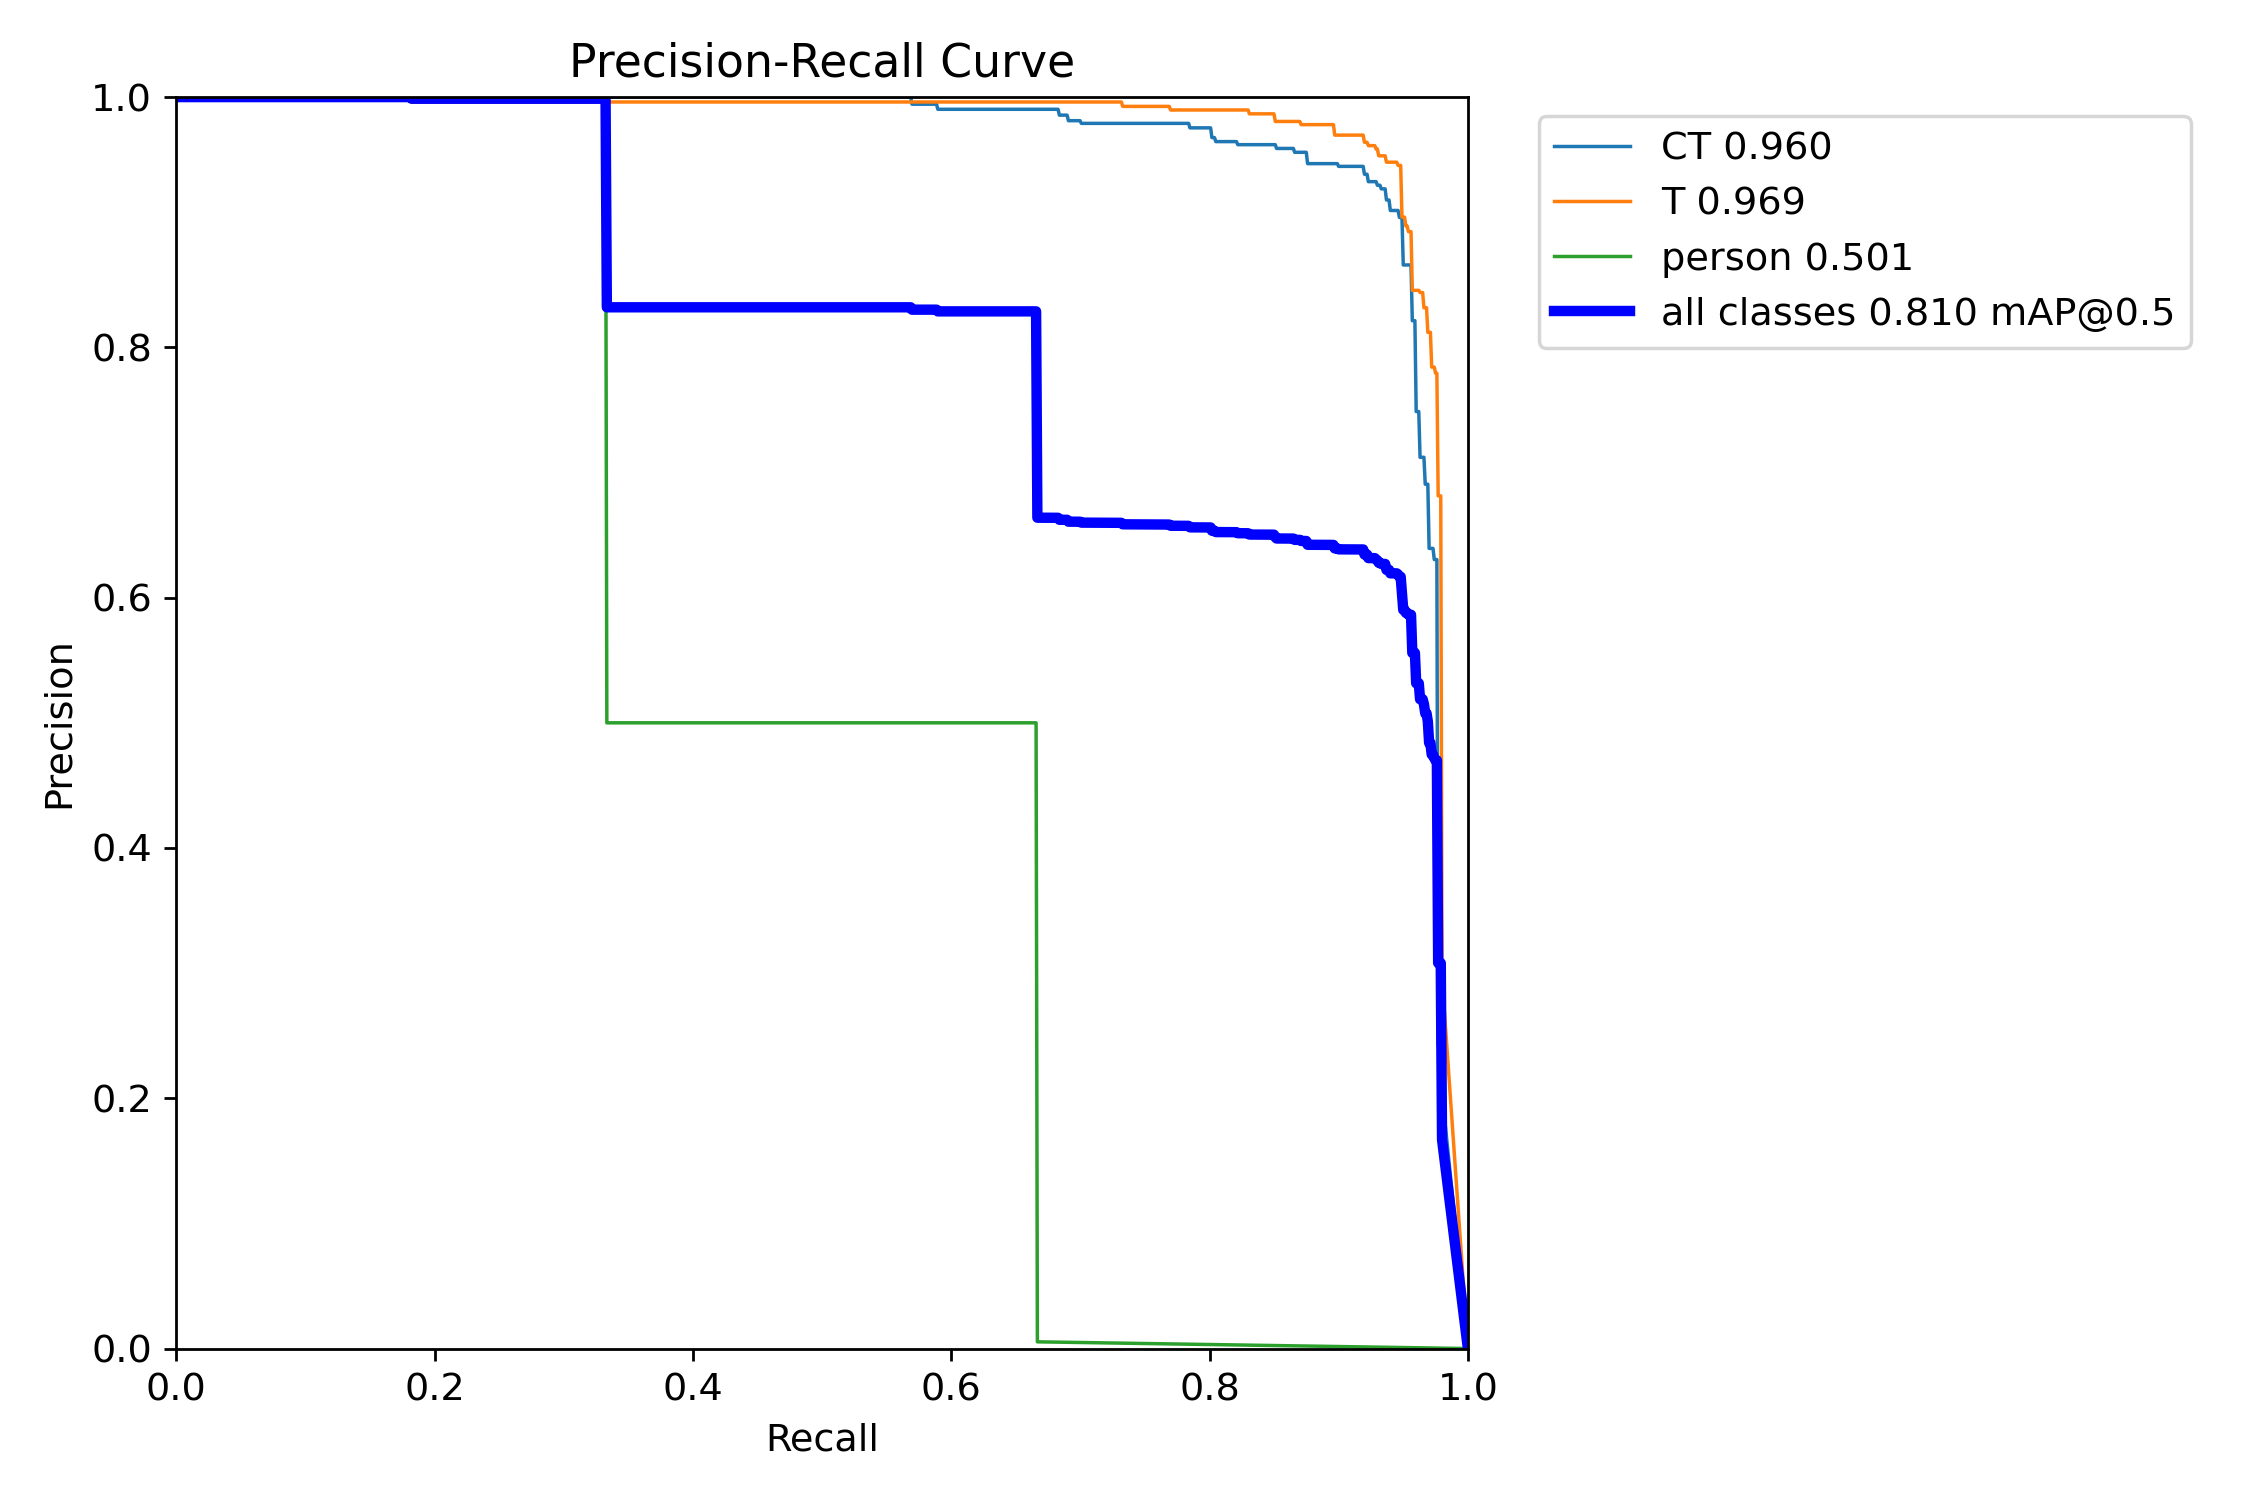 Precision-Recall Curve
1.0
0.8
0.6
0.4
0.2
0.0
Precision
0.0 0.2 0.4 0.6 0.8 1.0
Recall
CT 0.960
T 0.969
person 0.501
all classes 0.810 mAP@0.5